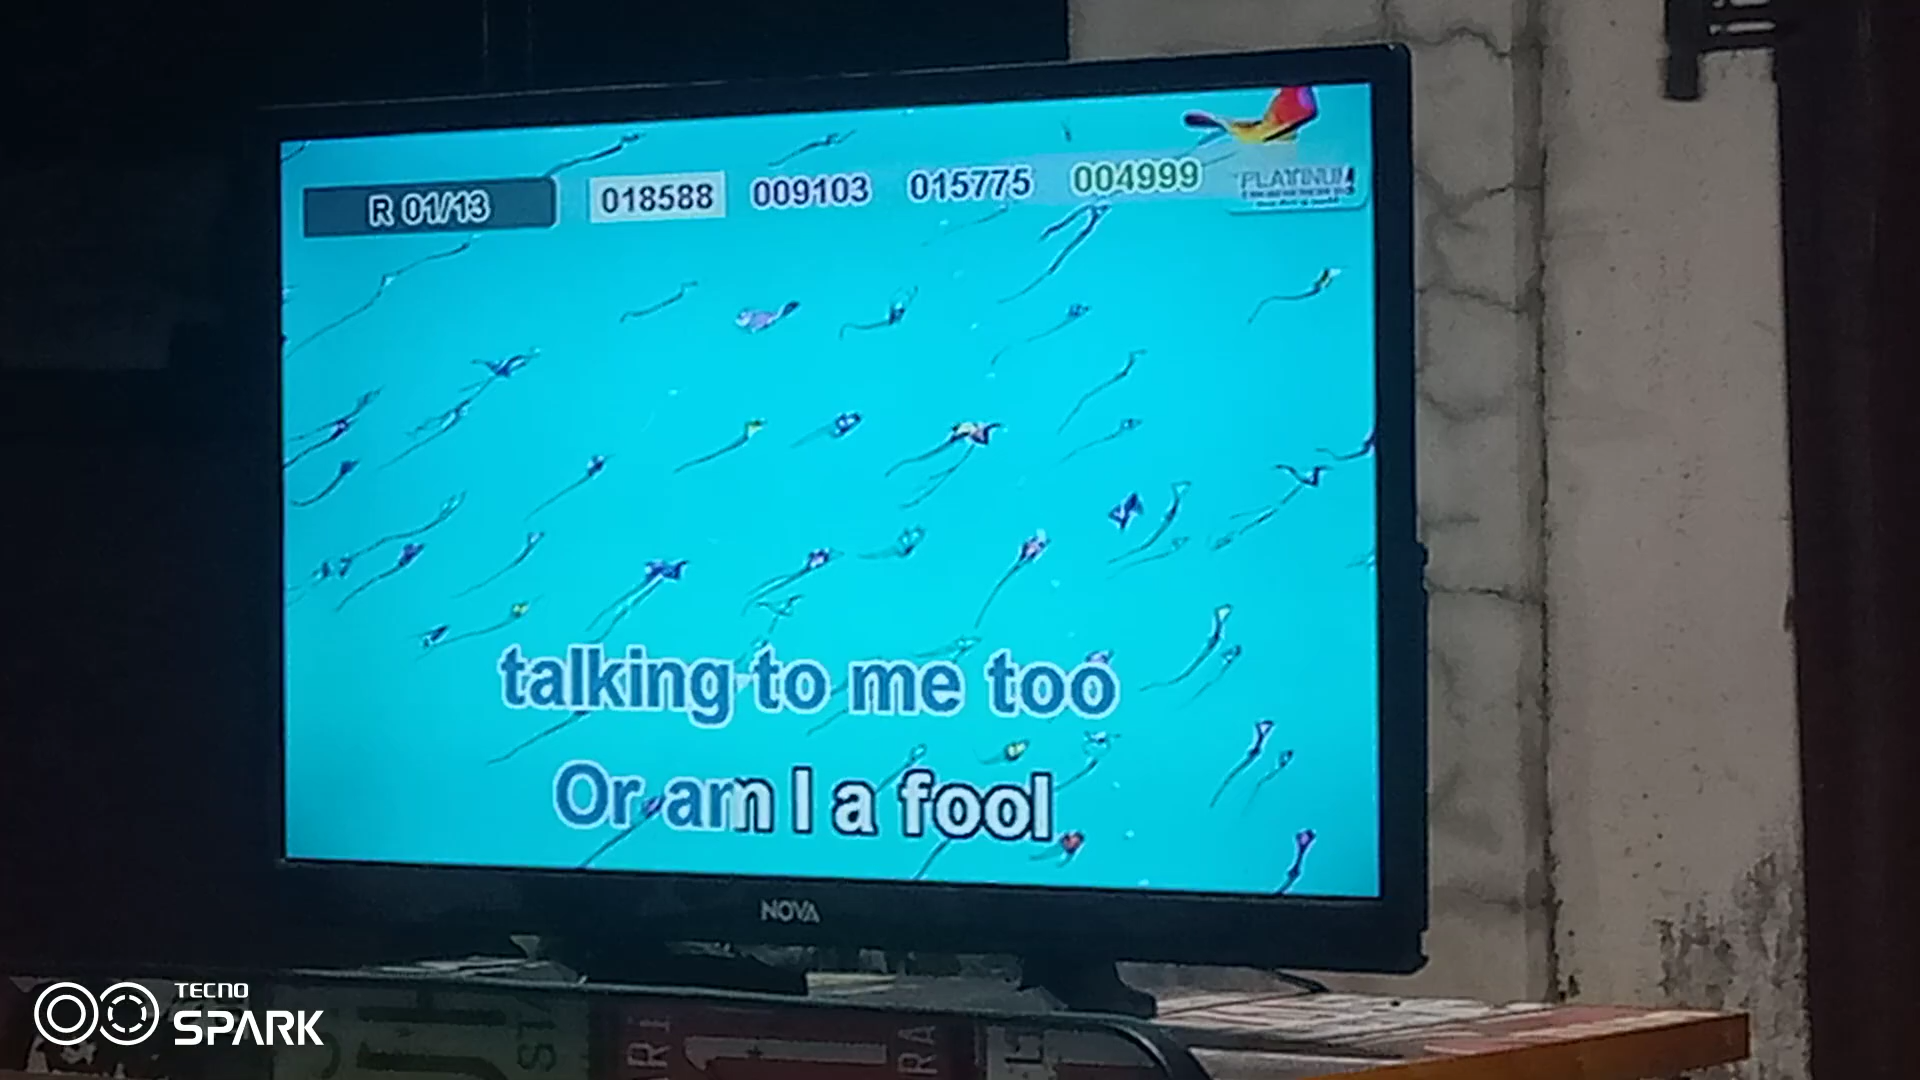 R 01/13 018588 009103 015775 004999 PLATINUM
talking to me too
Or am I a fool
NOVA
TECNO
SPARK